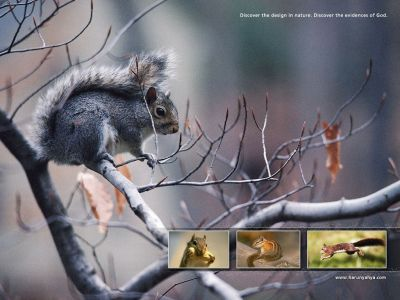 Discover the design in nature. Discover the evidences of God.
www.harunyahya.com